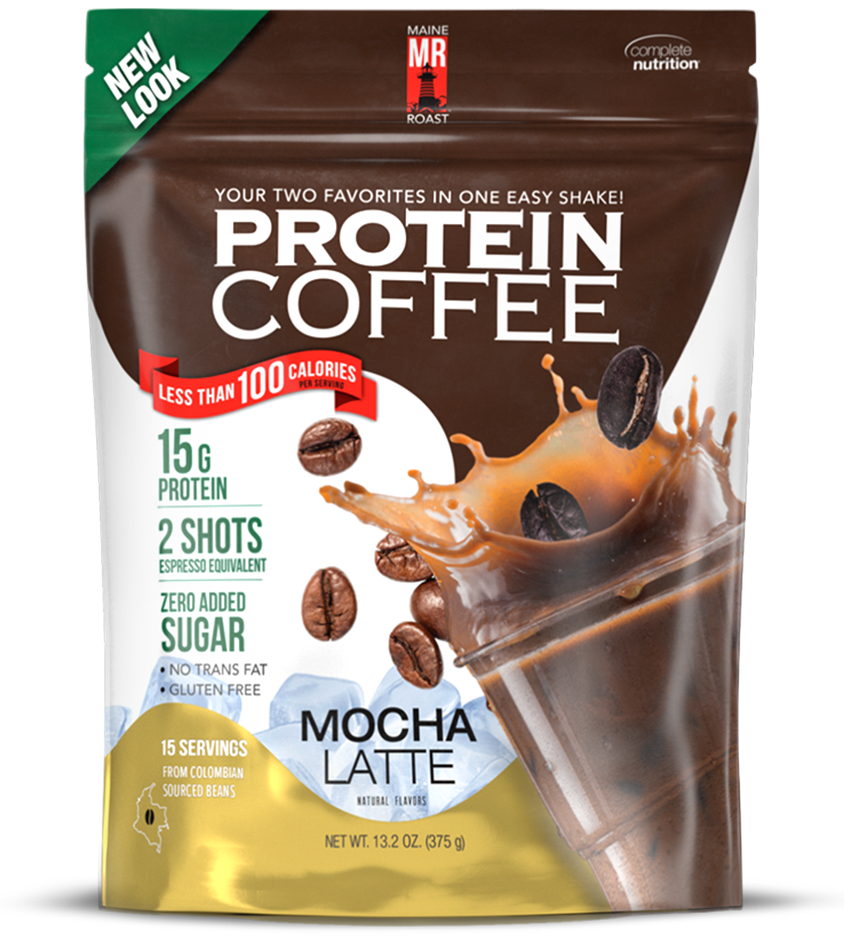 NEW
LOOK
MAINE
MR
ROAST
complete
nutrition
YOUR TWO FAVORITES IN ONE EASY SHAKE!
PROTEIN
COFFEE
LESS THAN 100 CALORIES
PER SERVING
15G
PROTEIN
2 SHOTS
ESPRESSO EQUIVALENT
ZERO ADDED
SUGAR
• NO TRANS FAT
• GLUTEN FREE
MOCHA
LATTE
NATURAL FLAVORS
15 SERVINGS
FROM COLOMBIAN
SOURCED BEANS
NET WT. 13.2 OZ. (375 g)